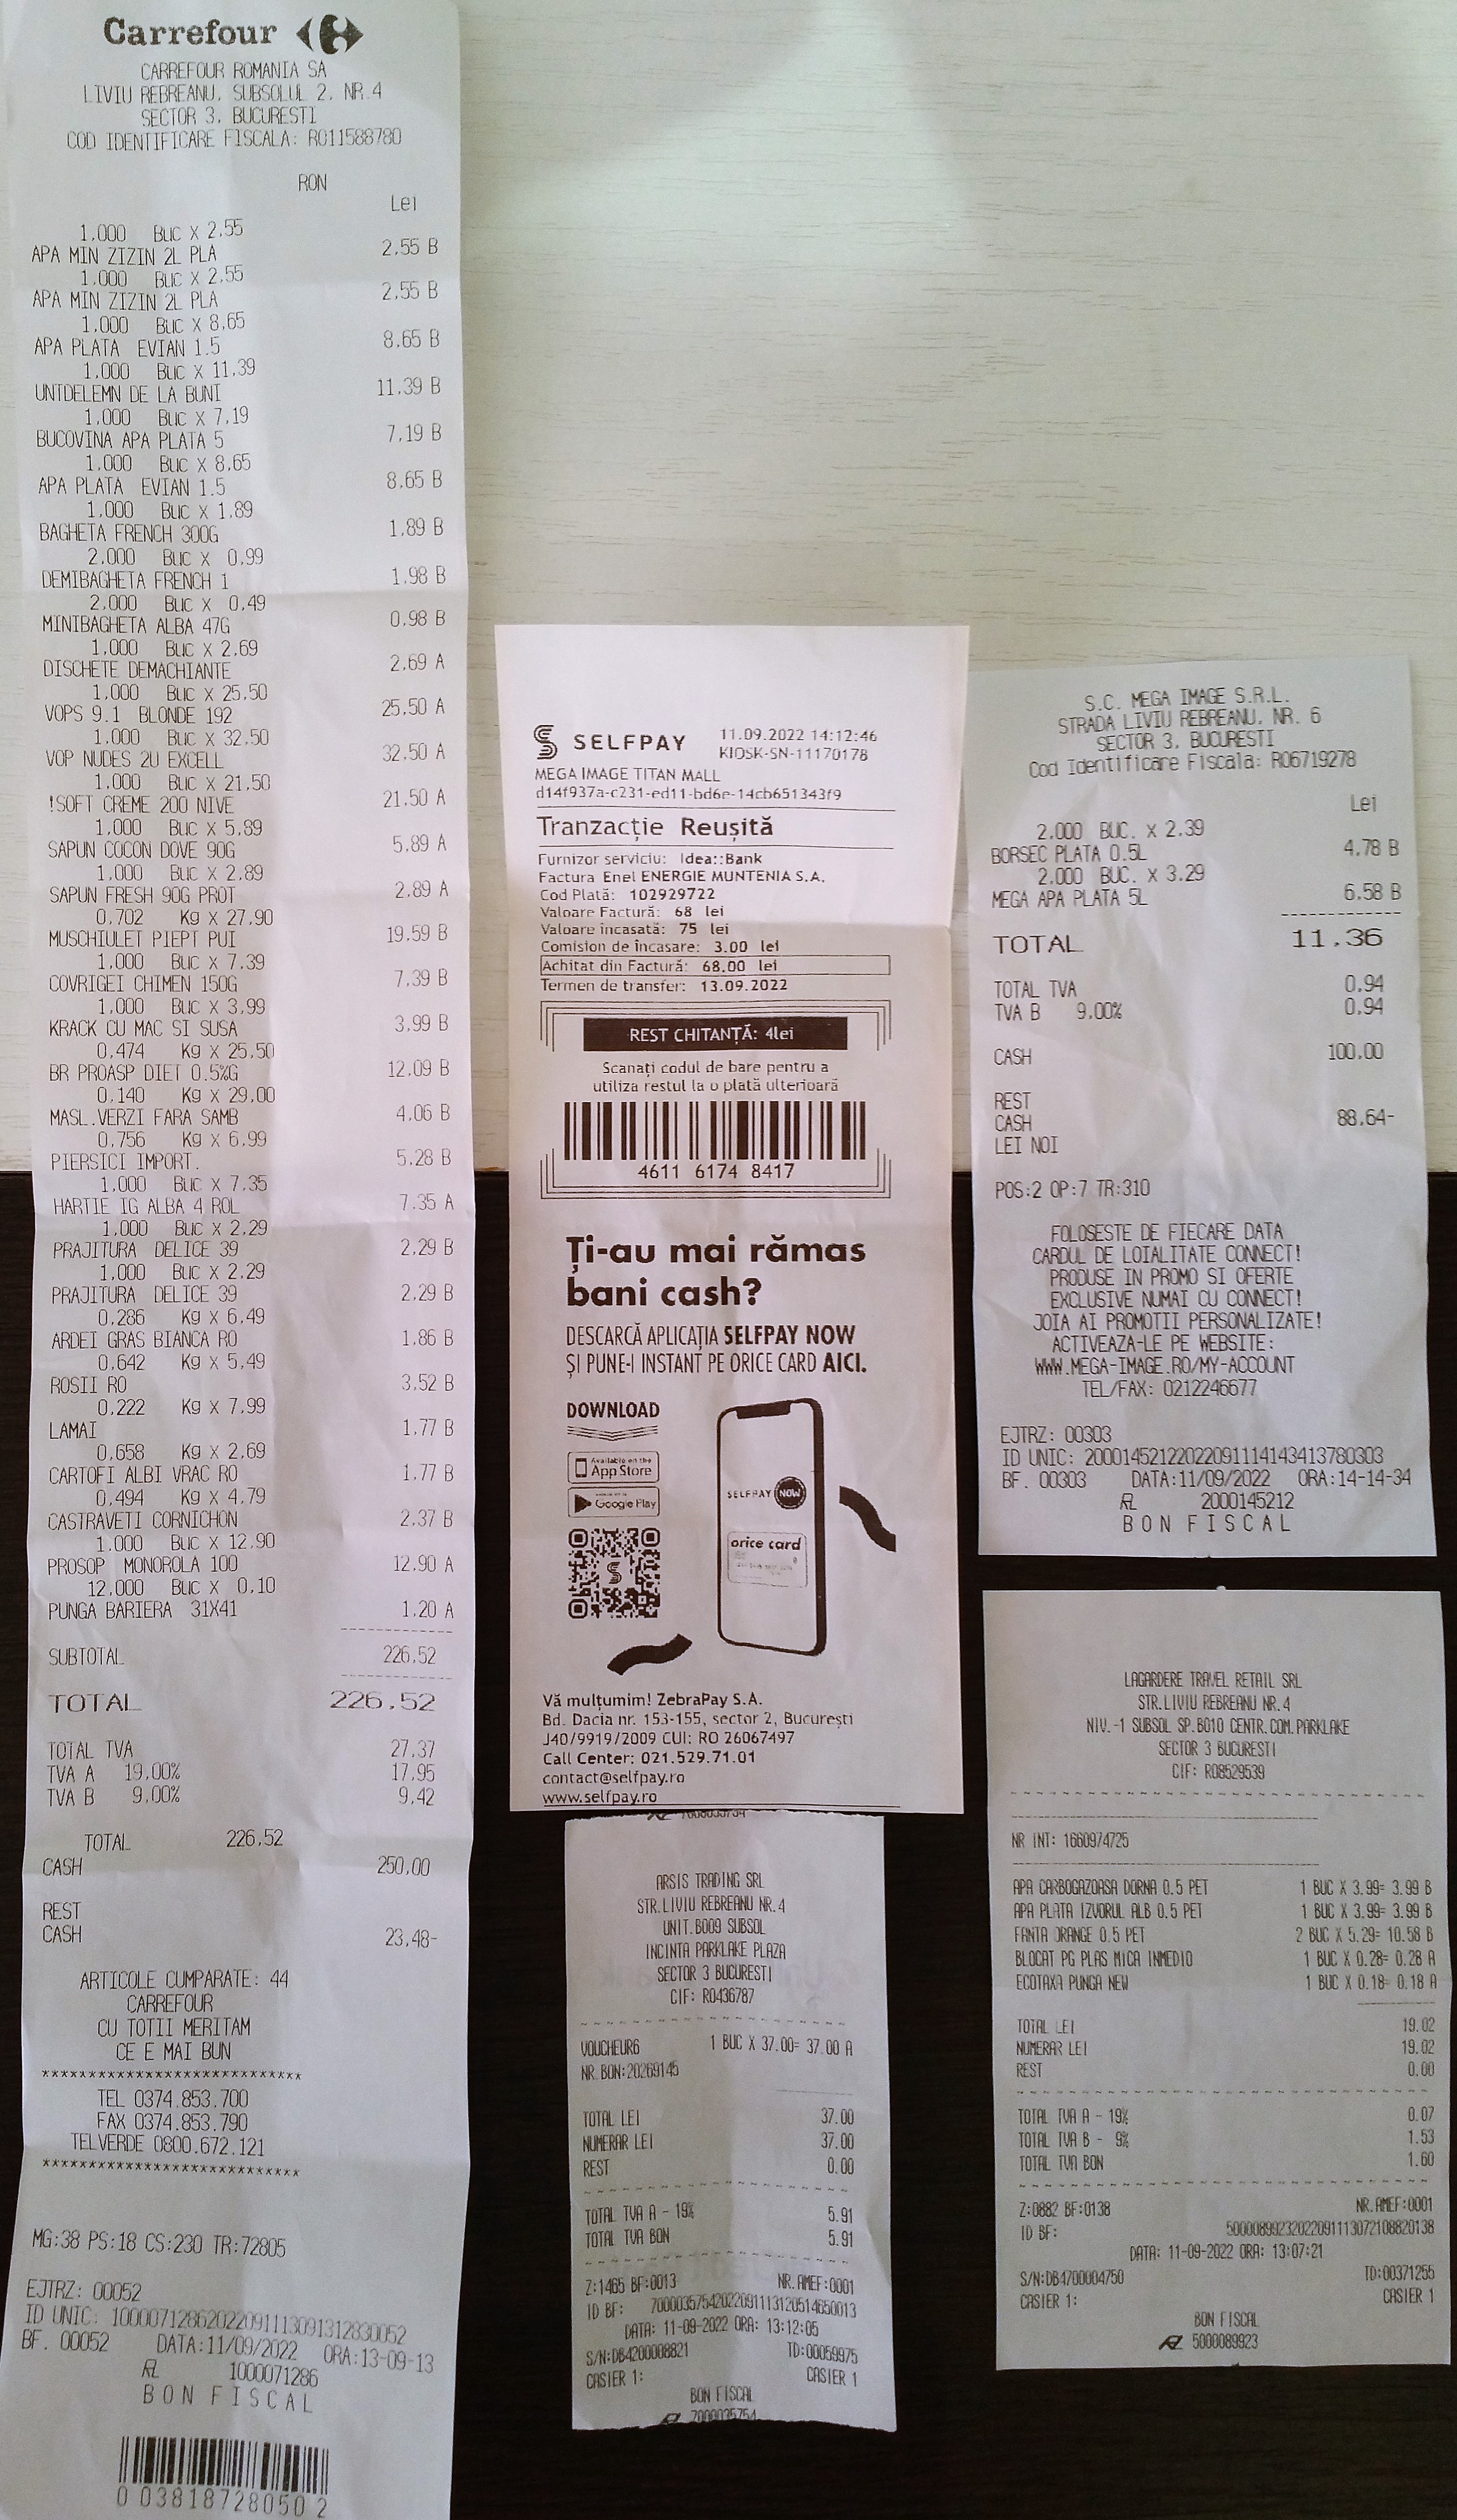 Carrefour
CARREFOUR ROMANIA SA
LIVIU REBREANU, SUBSOLUL 2, NR.4
SECTOR 3, BUCURESTI
COD IDENTIFICARE FISCALA: RO11588780
RON
Lei
1,000 Buc X 2,55
APA MIN ZIZIN 2L PLA 2,55 B
1,000 Buc X 2,55
APA MIN ZIZIN 2L PLA 2,55 B
1,000 Buc X 8,65
APA PLATA EVIAN 1.5 8,65 B
1,000 Buc X 11,39
UNTDELEMN DE LA BUNI 11,39 B
1,000 Buc X 7,19
BUCOVINA APA PLATA 5 7,19 B
1,000 Buc X 8,65
APA PLATA EVIAN 1.5 8,65 B
1,000 Buc X 1,89
BAGHETA FRENCH 300G 1,89 B
2,000 Buc X 0,99
DEMIBAGHETA FRENCH 1 1,98 B
2,000 Buc X 0,49
MINIBAGHETA ALBA 47G 0,98 B
1,000 Buc X 2,69
DISCHETE DEMACHIANTE 2,69 A
1,000 Buc X 25,50
VOPS 9.1 BLONDE 192 25,50 A
1,000 Buc X 32,50
VOP NUDES 2U EXCELL 32,50 A
1,000 Buc X 21,50
!SOFT CREME 200 NIVE 21,50 A
1,000 Buc X 5,89
SAPUN COCON DOVE 90G 5,89 A
1,000 Buc X 2,89
SAPUN FRESH 90G PROT 2,89 A
0,702 Kg X 27,90
MUSCHIULET PIEPT PUI 19,59 B
1,000 Buc X 7,39
COVRIGEI CHIMEN 150G 7,39 B
1,000 Buc X 3,99
KRACK CU MAC SI SUSA 3,99 B
0,474 Kg X 25,50
BR PROASP DIET 0.5%G 12,09 B
0,140 Kg X 29,00
MASL.VERZI FARA SAMB 4,06 B
0,756 Kg X 6,99
PIERSICI IMPORT. 5,28 B
1,000 Buc X 7,35
HARTIE IG ALBA 4 ROL 7,35 A
1,000 Buc X 2,29
PRAJITURA DELICE 39 2,29 B
1,000 Buc X 2,29
PRAJITURA DELICE 39 2,29 B
0,286 Kg X 6,49
ARDEI GRAS BIANCA RO 1,86 B
0,642 Kg X 5,49
ROSII RO 3,52 B
0,222 Kg X 7,99
LAMAI 1,77 B
0,658 Kg X 2,69
CARTOFI ALBI VRAC RO 1,77 B
0,494 Kg X 4,79
CASTRAVETI CORNICHON 2,37 B
1,000 Buc X 12,90
PROSOP MONOROLA 100 12,90 A
12,000 Buc X 0,10
PUNGA BARIERA 31X41 1,20 A
SUBTOTAL 226,52
TOTAL 226,52
TOTAL TVA 27,37
TVA A 19,00% 17,95
TVA B 9,00% 9,42
TOTAL 226,52
CASH 250,00
REST
CASH 23,48-
ARTICOLE CUMPARATE: 44
CARREFOUR
CU TOTII MERITAM
CE E MAI BUN
****************************
TEL 0374.853.700
FAX 0374.853.790
TELVERDE 0800.672.121
****************************
MG:38 PS:18 CS:230 TR:72805
EJTRZ: 00052
ID UNIC: 1000071286202209111309131283 0052
BF. 00052 DATA:11/09/2022 ORA:13-09-13
1000071286
BON FISCAL
0 03818728050 2
SELFPAY
11.09.2022 14:12:46
KIOSK-SN-11170178
MEGA IMAGE TITAN MALL
d14f937a-c231-ed11-bd6e-14cb651343f9
Tranzacție Reușită
Furnizor serviciu: Idea::Bank
Factura Enel ENERGIE MUNTENIA S.A.
Cod Plată: 102929722
Valoare Factură: 68 lei
Valoare încasată: 75 lei
Comision de încasare: 3.00 lei
Achitat din Factură: 68.00 lei
Termen de transfer: 13.09.2022
REST CHITANȚĂ: 4lei
Scanați codul de bare pentru a
utiliza restul la o plată ulterioară
4611 6174 8417
Ți-au mai rămas
bani cash?
DESCARCĂ APLICAȚIA SELFPAY NOW
ȘI PUNE-I INSTANT PE ORICE CARD AICI.
DOWNLOAD
Available on the
App Store
Google Play
SELFPAY NOW
orice card
Vă mulțumim! ZebraPay S.A.
Bd. Dacia nr. 153-155, sector 2, București
J40/9919/2009 CUI: RO 26067497
Call Center: 021.529.71.01
contact@selfpay.ro
www.selfpay.ro
ARSIS TRADING SRL
STR.LIVIU REBREANU NR.4
UNIT.B009 SUBSOL
INCINTA PARKLAKE PLAZA
SECTOR 3 BUCURESTI
CIF: RO436787
VOUCHEUR6 1 BUC X 37.00= 37.00 A
NR.BON:20269145
TOTAL LEI 37.00
NUMERAR LEI 37.00
REST 0.00
TOTAL TVA A - 19% 5.91
TOTAL TVA BON 5.91
Z:1465 BF:0013 NR.AMEF:0001
ID BF: 70000357542022091113120514650013
DATA: 11-09-2022 ORA: 13:12:05
S/N:DB4200008821 TD:00059975
CASIER 1: CASIER 1
BON FISCAL
7000035754
S.C. MEGA IMAGE S.R.L.
STRADA LIVIU REBREANU, NR. 6
SECTOR 3, BUCURESTI
Cod Identificare Fiscala: RO6719278
Lei
2,000 BUC. x 2,39
BORSEC PLATA 0.5L 4,78 B
2,000 BUC. x 3,29
MEGA APA PLATA 5L 6,58 B
TOTAL 11,36
TOTAL TVA 0,94
TVA B 9,00% 0,94
CASH 100,00
REST
CASH 88,64-
LEI NOI
POS:2 OP:7 TR:310
FOLOSESTE DE FIECARE DATA
CARDUL DE LOIALITATE CONNECT!
PRODUSE IN PROMO SI OFERTE
EXCLUSIVE NUMAI CU CONNECT!
JOIA AI PROMOTII PERSONALIZATE!
ACTIVEAZA-LE PE WEBSITE:
WWW.MEGA-IMAGE.RO/MY-ACCOUNT
TEL/FAX: 0212246677
EJTRZ: 00303
ID UNIC: 20001452122022091114143413780303
BF. 00303 DATA:11/09/2022 ORA:14-14-34
2000145212
BON FISCAL
LAGARDERE TRAVEL RETAIL SRL
STR.LIVIU REBREANU NR.4
NIV.-1 SUBSOL SP.B010 CENTR.COM.PARKLAKE
SECTOR 3 BUCURESTI
CIF: RO8529539
NR INT: 1660974725
APA CARBOGAZOASA DORNA 0.5 PET 1 BUC X 3.99= 3.99 B
APA PLATA IZVORUL ALB 0.5 PET 1 BUC X 3.99= 3.99 B
FANTA ORANGE 0.5 PET 2 BUC X 5.29= 10.58 B
BLOCAT PG PLAS MICA INMEDIO 1 BUC X 0.28= 0.28 A
ECOTAXA PUNGA NEW 1 BUC X 0.18= 0.18 A
TOTAL LEI 19.02
NUMERAR LEI 19.02
REST 0.00
TOTAL TVA A - 19% 0.07
TOTAL TVA B - 9% 1.53
TOTAL TVA BON 1.60
Z:0882 BF:0138 NR.AMEF:0001
ID BF: 50000899232022091113072108820138
DATA: 11-09-2022 ORA: 13:07:21
S/N:DB4700004750 TD:00371255
CASIER 1: CASIER 1
BON FISCAL
5000089923